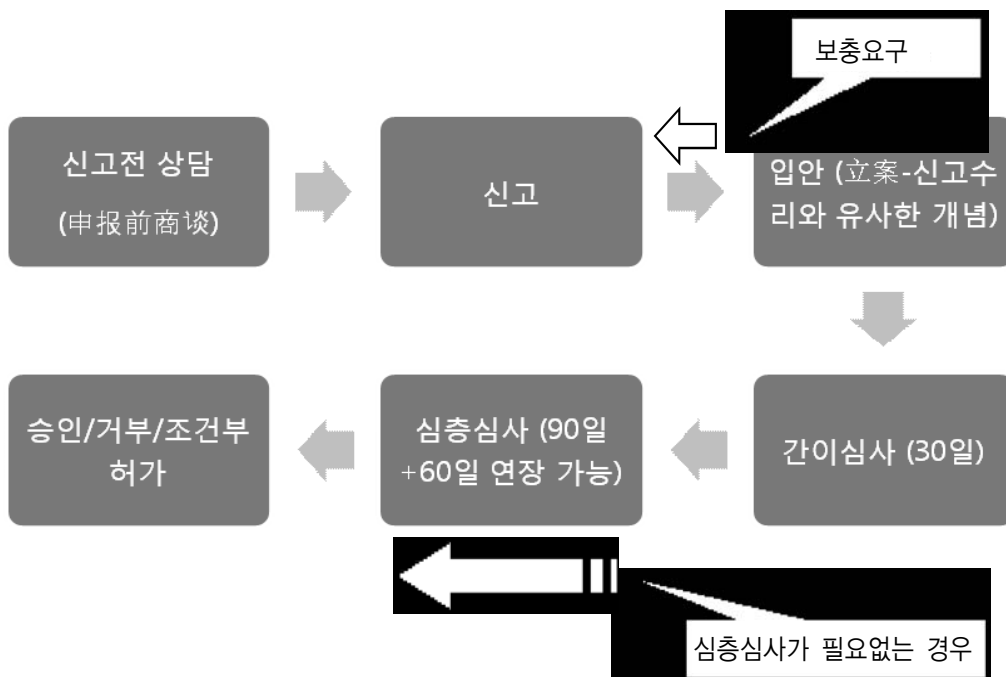 보충요구
신고전 상담
(申报前商谈)
신고
입안 (立案-신고수
리와 유사한 개념)
승인/거부/조건부
허가
심층심사 (90일
+60일 연장 가능)
간이심사 (30일)
심층심사가 필요없는 경우